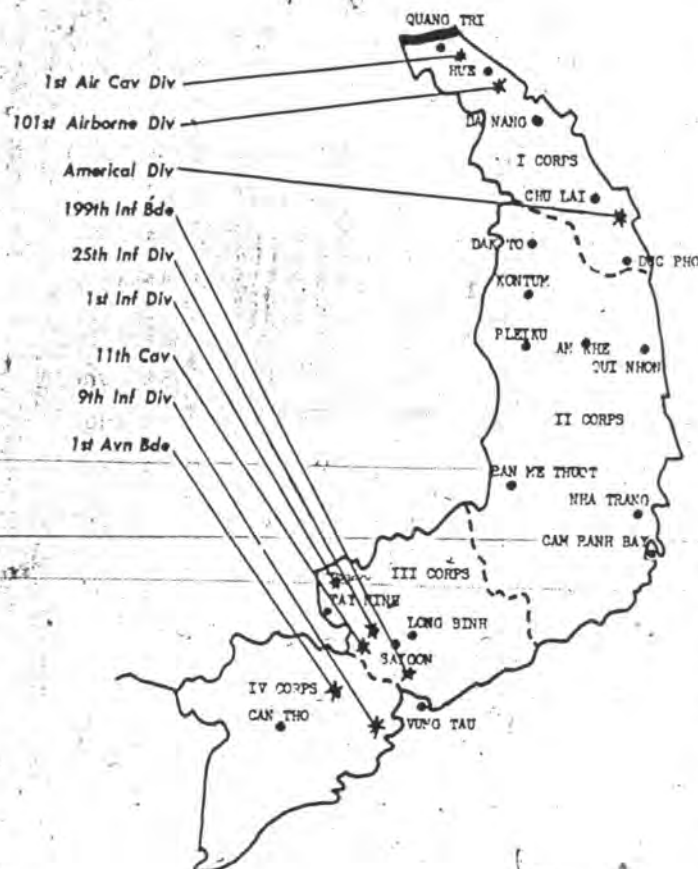 QUANG TRI
1st Air Cav Div
HUE
101st Airborne Div
DA NANG
I CORPS
Americal Div
CHU LAI
199th Inf Bde
DAK TO
DUC PHO
25th Inf Div
KONTUM
1st Inf Div
PLEIKU
AN KHE
QUI NHON
11th Cav
9th Inf Div
II CORPS
1st Avn Bde
BAN ME THUOT
NHA TRANG
CAM RANH BAY
III CORPS
TAY NINH
LONG BINH
SAIGON
IV CORPS
CAN THO
VUNG TAU